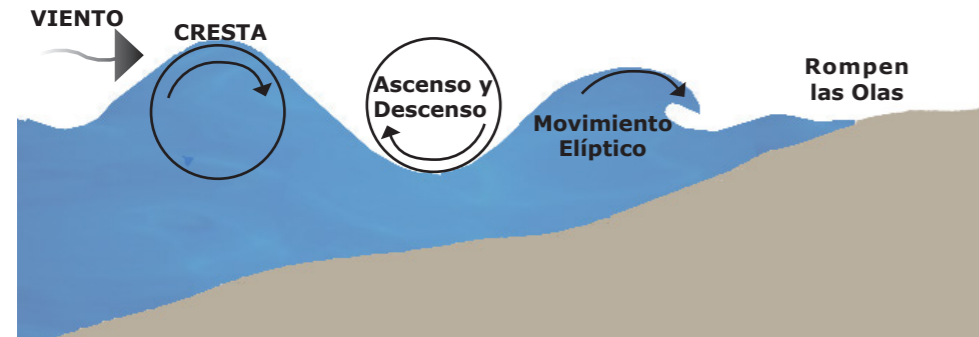 VIENTO
CRESTA
Ascenso y
Descenso
Movimiento
Elíptico
Rompen
las Olas